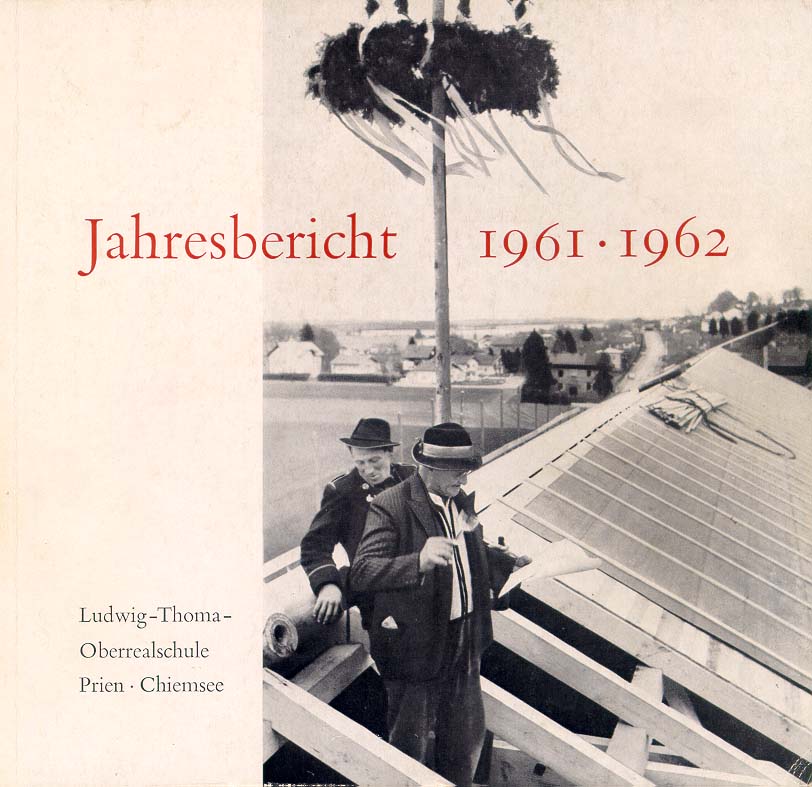 Jahresbericht 1961 · 1962
Ludwig-Thoma-
Oberrealschule
Prien · Chiemsee